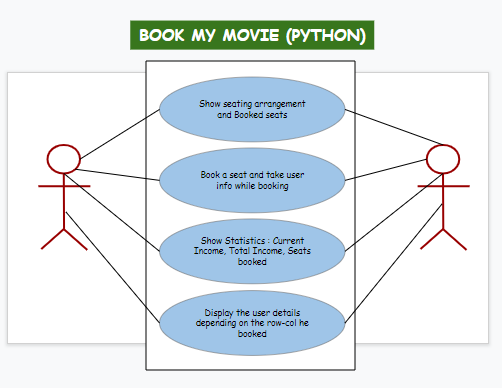 BOOK MY MOVIE (PYTHON)
Show seating arrangement
and Booked seats
Book a seat and take user
info while booking
Show Statistics : Current
Income, Total Income, Seats
booked
Display the user details
depending on the row-col he
booked